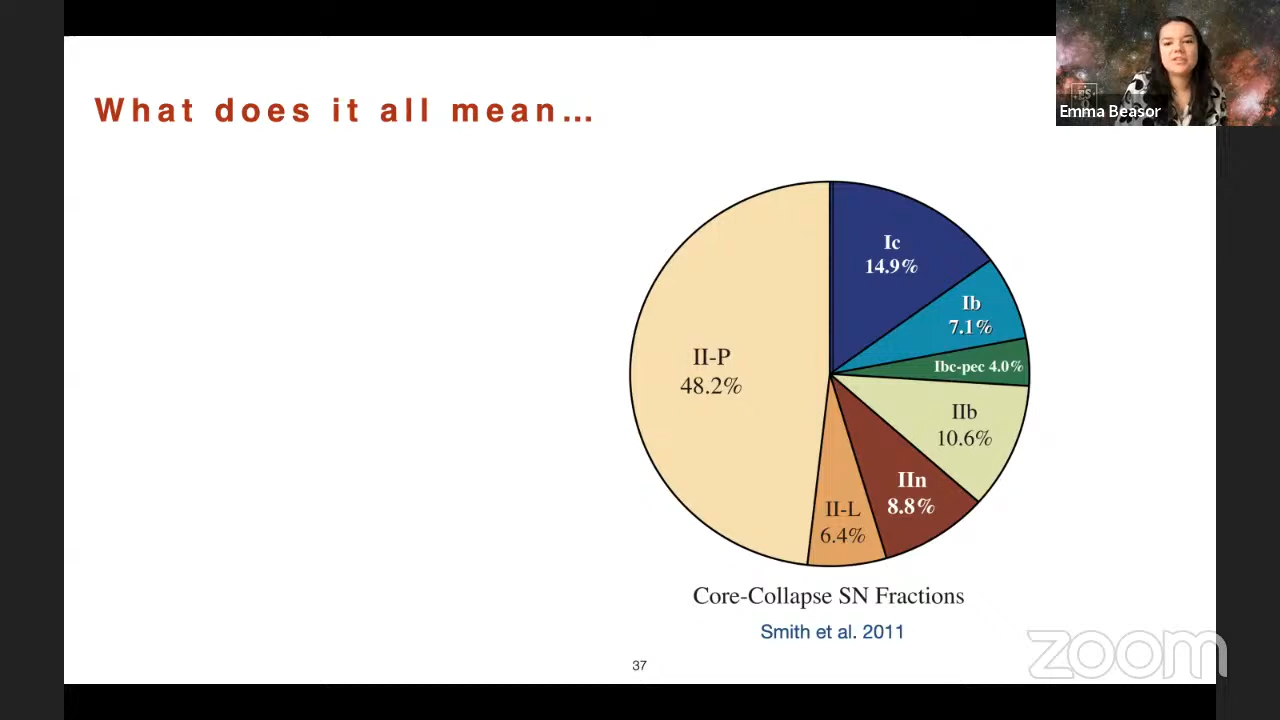 What does it all mean...
Emma Beasor
Ic
14.9%
Ib
7.1%
Ibc-pec 4.0%
II-P
48.2%
IIb
10.6%
IIn
8.8%
II-L
6.4%
Core-Collapse SN Fractions
Smith et al. 2011
37
zoom